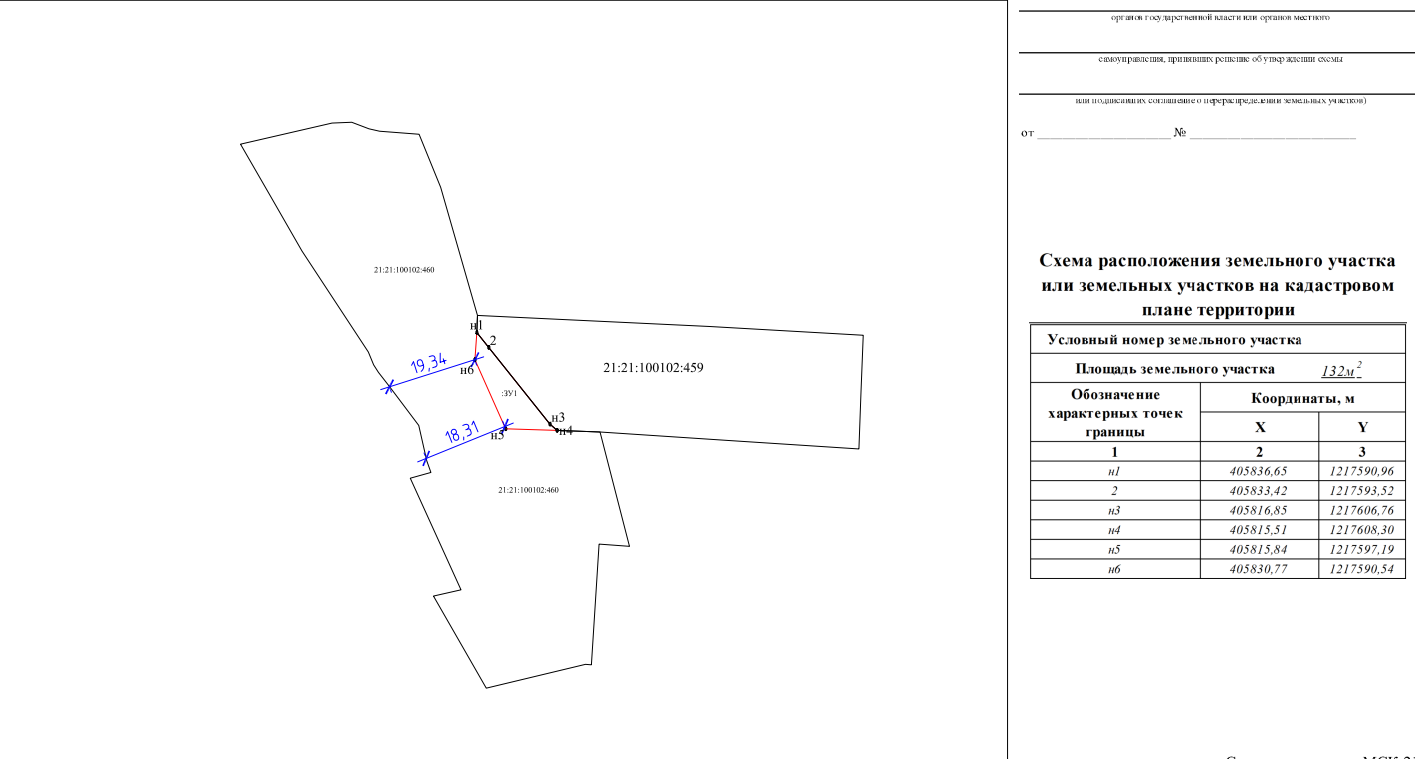 органов государственной власти или органов местного
самоуправления, принявших решение об утверждении схемы
или подписавших соглашение о перераспределении земельных участков)
от ______________________ № ___________________________
21:21:100102:460
н1
2
19,34
н6
21:21:100102:459
:ЗУ1
н3
18,31
н5
н4
21:21:100102:460
Схема расположения земельного участка
или земельных участков на кадастровом
плане территории
Условный номер земельного участка
Площадь земельного участка 132м²
Обозначение характерных точек границы Координаты, м
X Y
1 2 3
н1 405836,65 1217590,96
2 405833,42 1217593,52
н3 405816,85 1217606,76
н4 405815,51 1217608,30
н5 405815,84 1217597,19
н6 405830,77 1217590,54